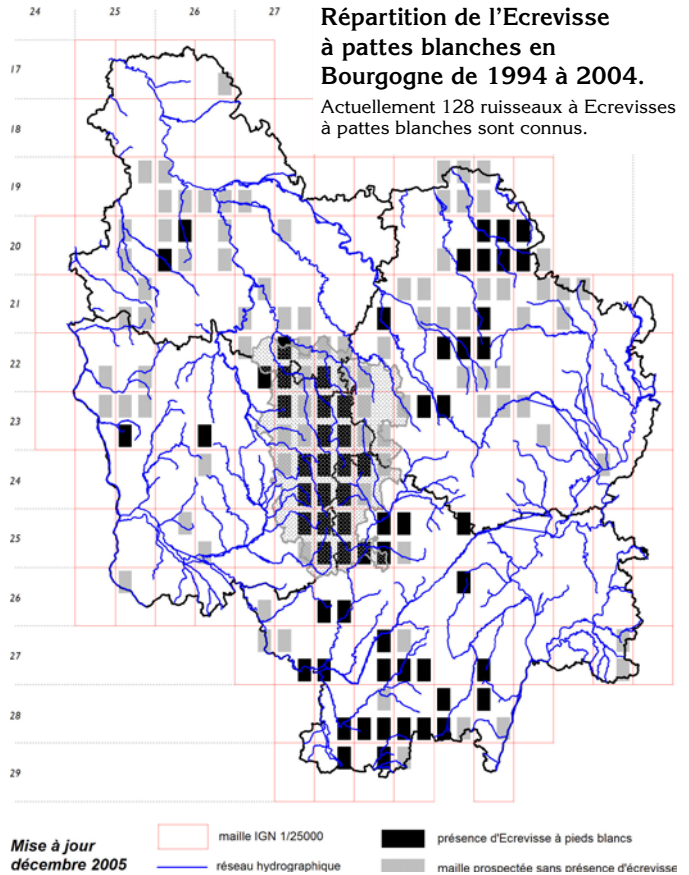 24
25
26
27
Répartition de l'Ecrevisse
à pattes blanches en
Bourgogne de 1994 à 2004.
Actuellement 128 ruisseaux à Ecrevisses
à pattes blanches sont connus.
17
18
19
20
21
22
23
24
25
26
27
28
29
Mise à jour
décembre 2005
maille IGN 1/25000
réseau hydrographique
présence d'Ecrevisse à pieds blancs
maille prospectée sans présence d'écrevisse